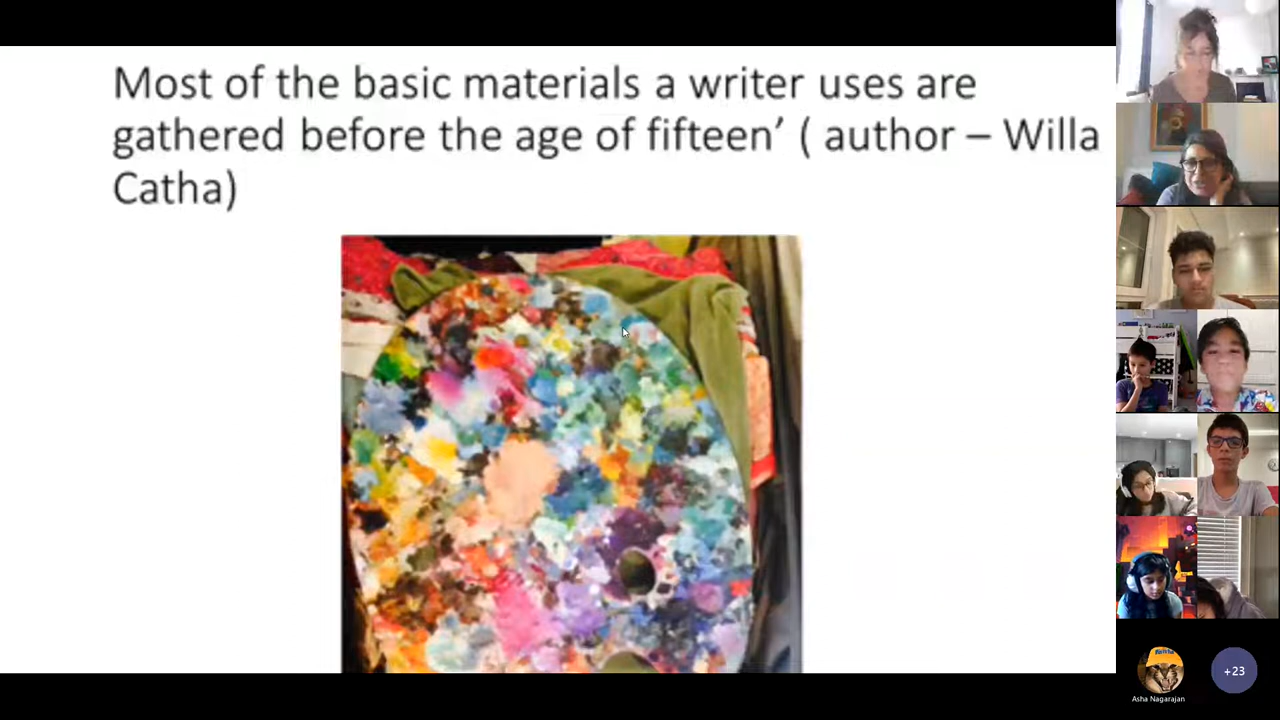 Most of the basic materials a writer uses are
gathered before the age of fifteen’ ( author – Willa
Catha)
Asha Nagarajan
+23